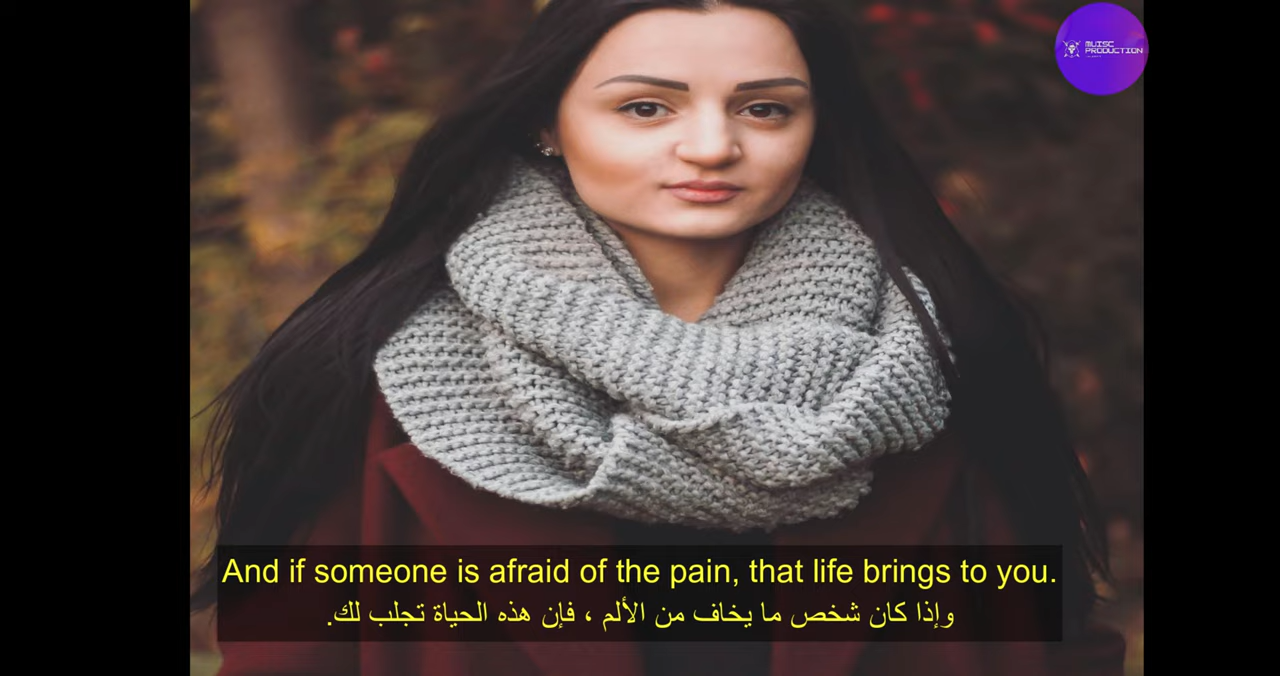 MUISC
PRODUCTION
And if someone is afraid of the pain, that life brings to you.
وإذا كان شخص ما يخاف من الألم ، فإن هذه الحياة تجلب لك.